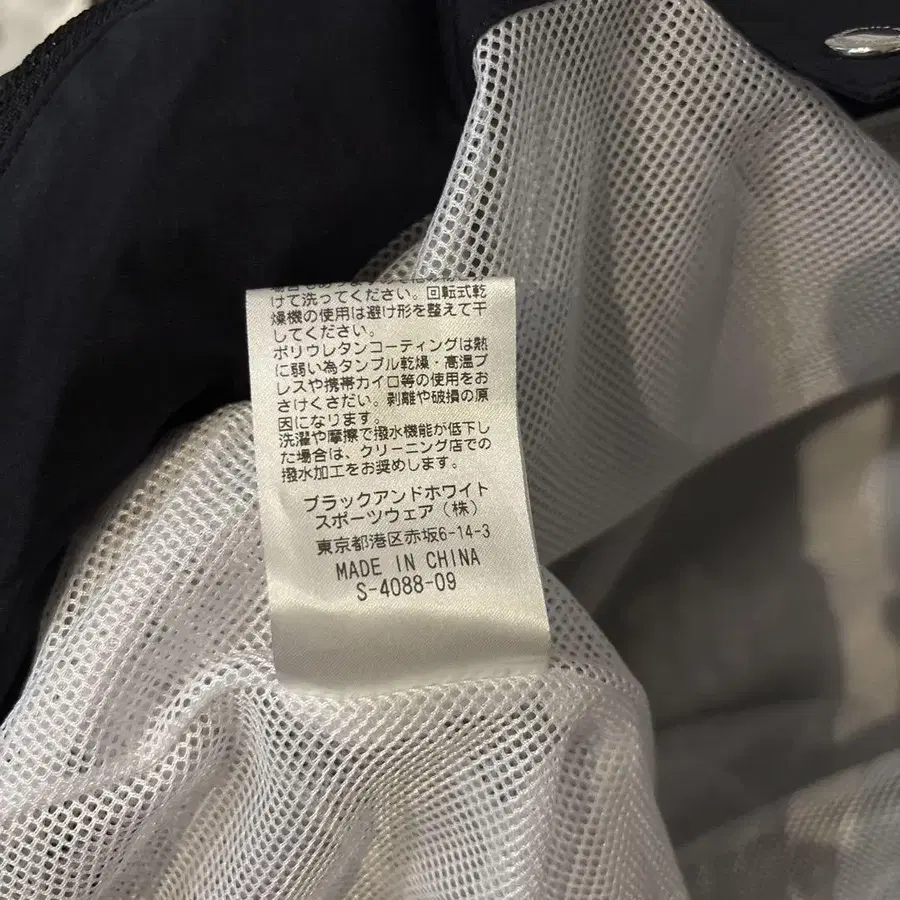 けて洗ってください。回転式乾
燥機の使用は避け形を整えて干
してください。
ポリウレタンコーティングは熱
に弱い為タンブル乾燥・高温プ
レスや携帯カイロ等の使用をお
さけくさだい。剥離や破損の原
因になります。
洗濯や摩擦で撥水機能が低下し
た場合は、クリーニング店での
撥水加工をお奨めします。
ブラックアンドホワイト
スポーツウェア（株）
東京都港区赤坂6-14-3
MADE IN CHINA
S-4088-09